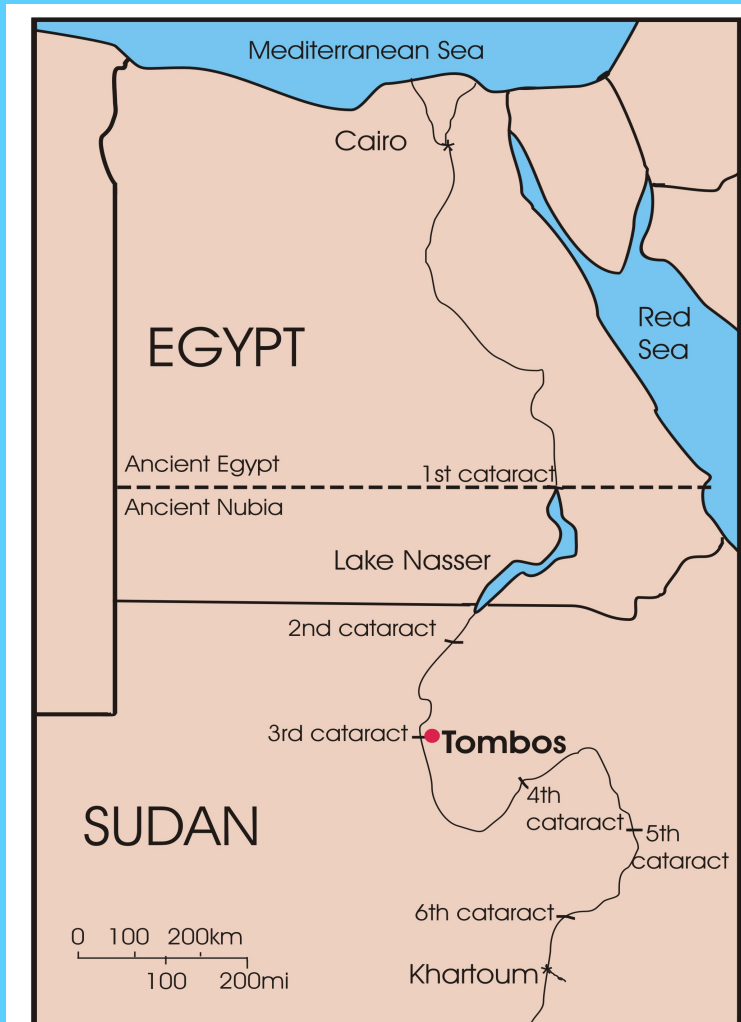 Mediterranean Sea
Cairo
Red
Sea
EGYPT
Ancient Egypt
1st cataract
Ancient Nubia
Lake Nasser
2nd cataract
3rd cataract
Tombos
4th
cataract
5th
cataract
SUDAN
6th cataract
0 100 200km
100 200mi
Khartoum